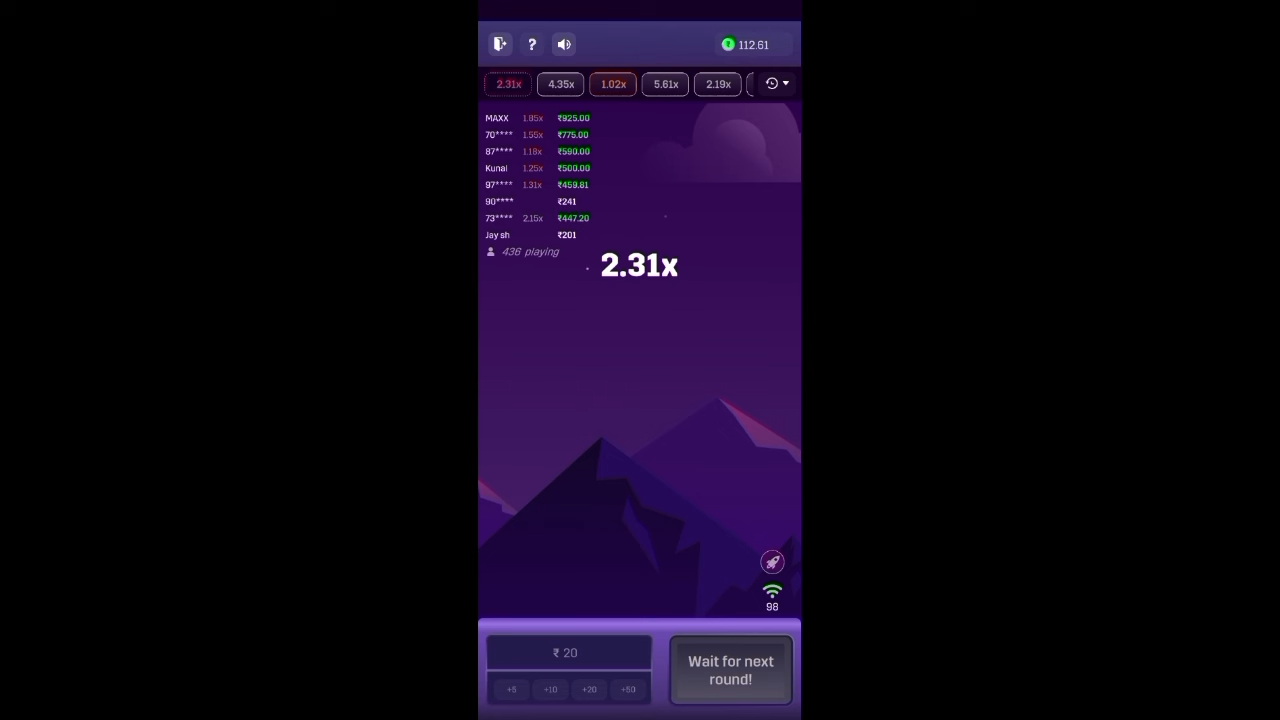 ? 112.61
2.31x 4.35x 1.02x 5.61x 2.19x
MAXX 1.85x ₹925.00
70**** 1.55x ₹775.00
87**** 1.18x ₹590.00
Kunal 1.25x ₹500.00
97**** 1.31x ₹459.81
90**** ₹241
73**** 2.15x ₹447.20
Jay sh ₹201
436 playing
2.31x
98
₹ 20
Wait for next
round!
+5 +10 +20 +50